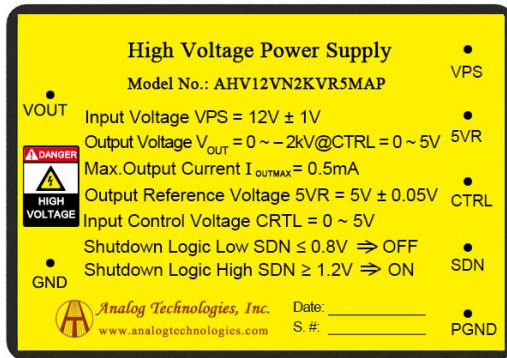 High Voltage Power Supply
Model No.: AHV12VN2KVR5MAP
VPS
VOUT
Input Voltage VPS = 12V ± 1V
Output Voltage VOUT = 0 ~ − 2kV@CTRL = 0 ~ 5V
5VR
DANGER
HIGH
VOLTAGE
Max.Output Current I OUTMAX = 0.5mA
Output Reference Voltage 5VR = 5V ± 0.05V
CTRL
Input Control Voltage CRTL = 0 ~ 5V
Shutdown Logic Low SDN ≤ 0.8V ⇒ OFF
Shutdown Logic High SDN ≥ 1.2V ⇒ ON
SDN
GND
Analog Technologies, Inc.
www.analogtechnologies.com
Date:
S. #:
PGND